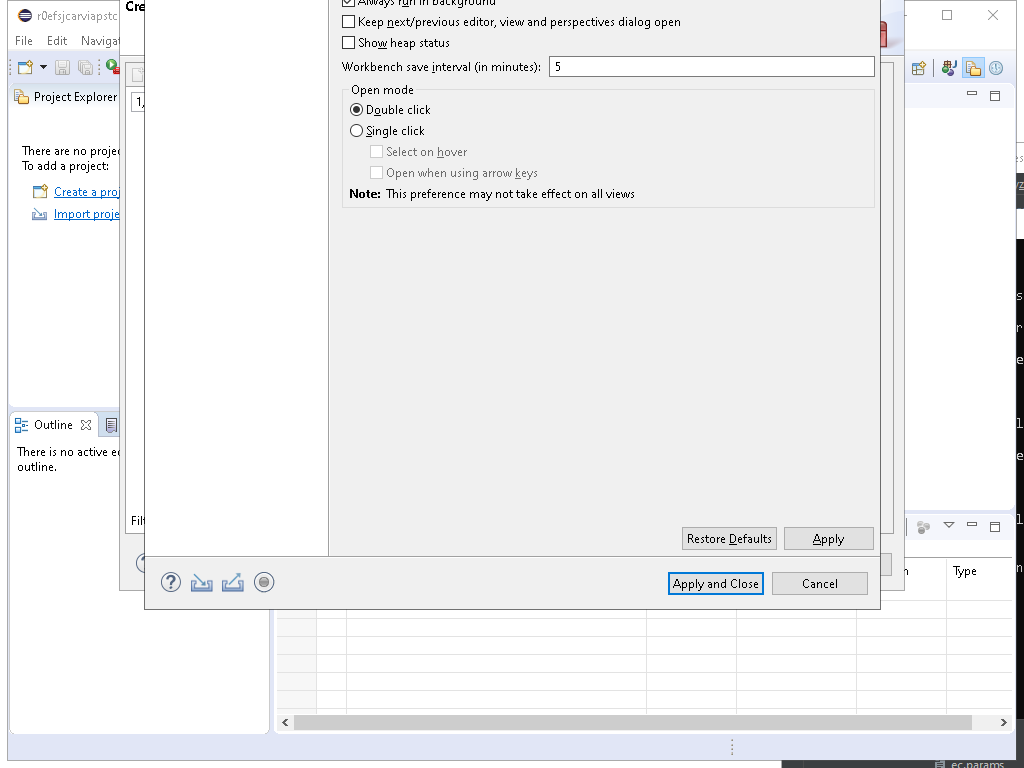 Cre
r0efsjcarviapstc
Always run in background
Keep next/previous editor, view and perspectives dialog open
File Edit Navigat
Show heap status
Workbench save interval (in minutes): 5
Open mode
Project Explorer
1,
Double click
Single click
There are no projec
Select on hover
To add a project:
Open when using arrow keys
Create a proj
Note: This preference may not take effect on all views
Import proje
Outline
There is no active ed
outline.
Filt
Restore Defaults Apply
Type
Apply and Close Cancel
ec.params